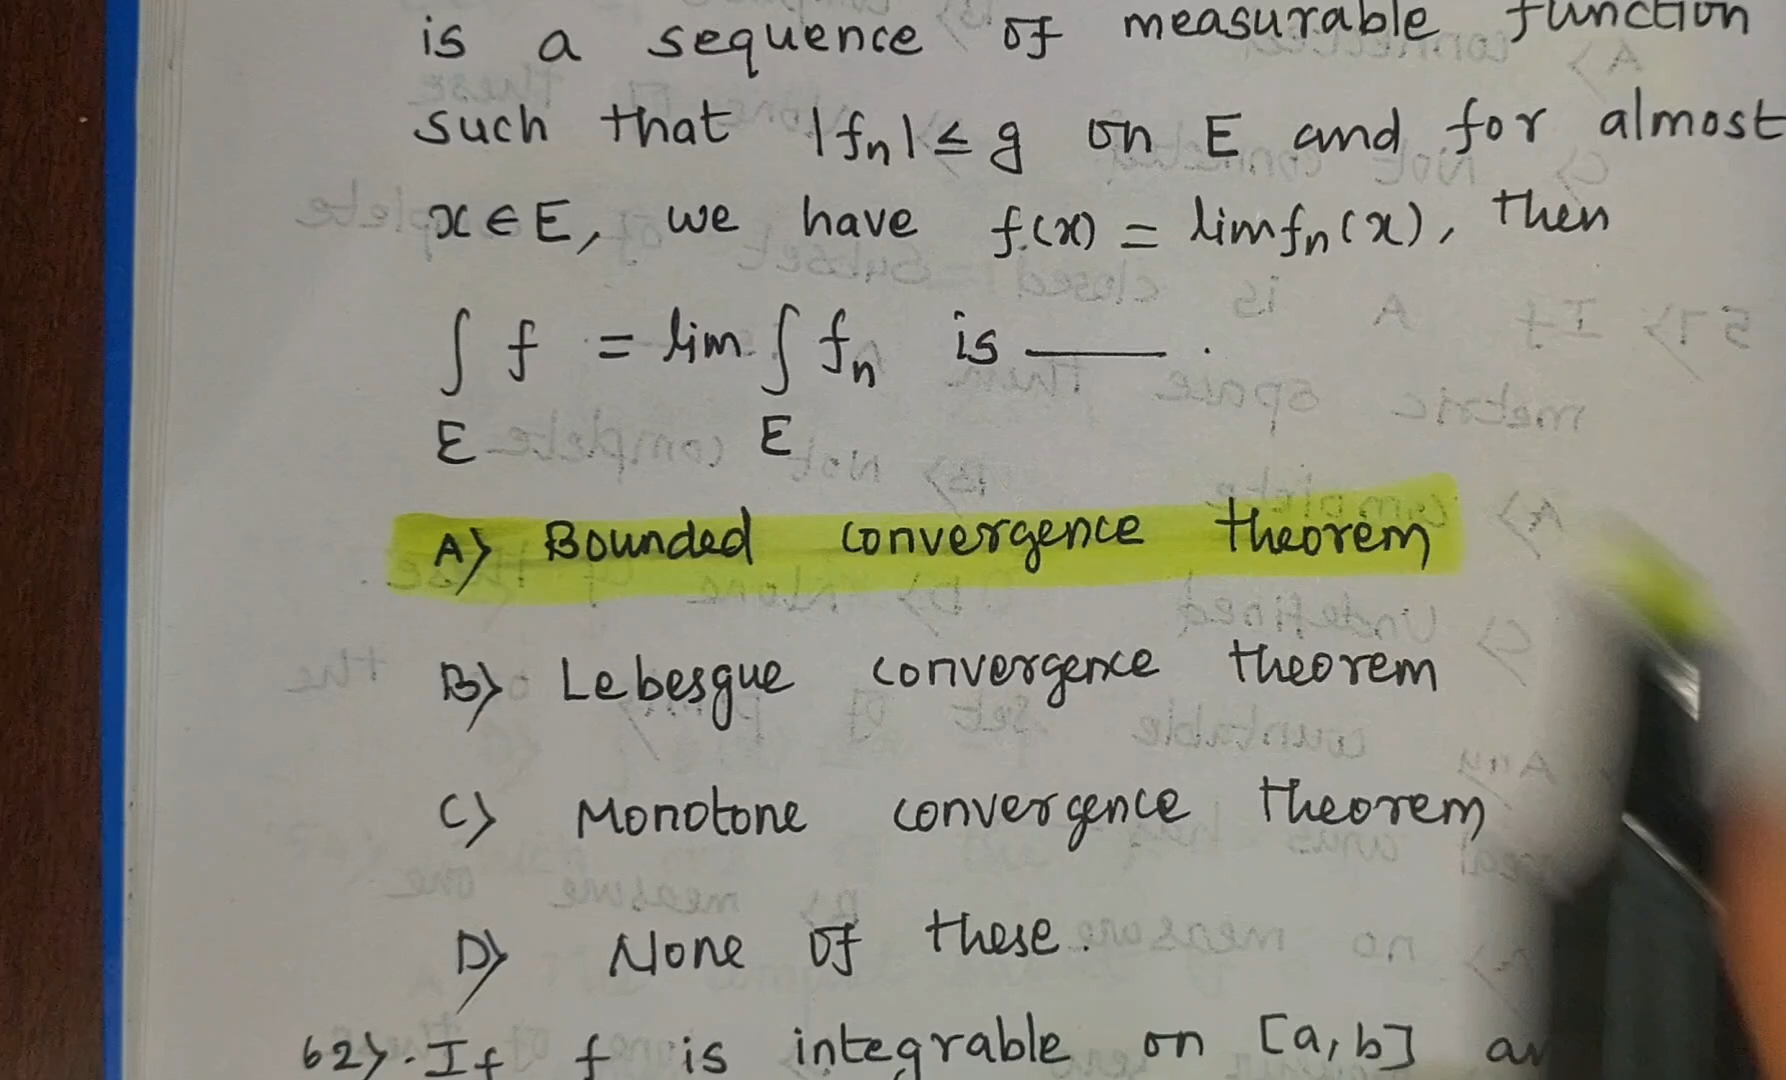 is a sequence of measurable function
such that |fn| ≤ g on E and for almost
x ∈ E, we have f(x) = lim fn(x), then
∫ f = lim ∫ fn is ______ .
E E
A) Bounded convergence theorem
B) Lebesgue convergence theorem
C) Monotone convergence theorem
D) None of these.
62). If f is integrable on [a, b]